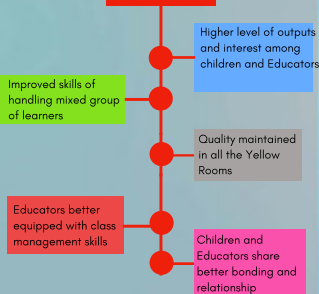 Higher level of outputs
and interest among
children and Educators
Improved skills of
handling mixed group
of learners
Quality maintained
in all the Yellow
Rooms
Educators better
equipped with class
management skills
Children and
Educators share
better bonding and
relationship